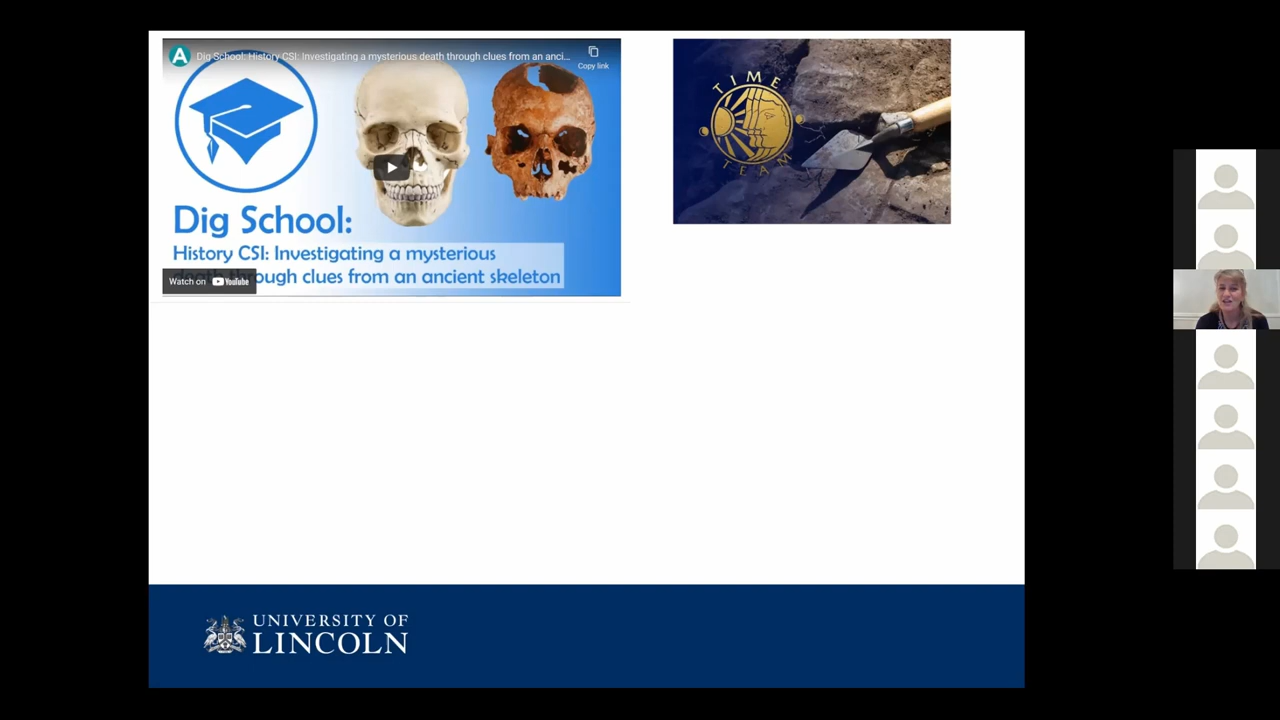 A
Dig School: History CSI: Investigating a mysterious death through clues from an anci...
Copy link
Dig School:
History CSI: Investigating a mysterious
through clues from an ancient skeleton
Watch on YouTube
TIME
TEAM
UNIVERSITY OF
LINCOLN